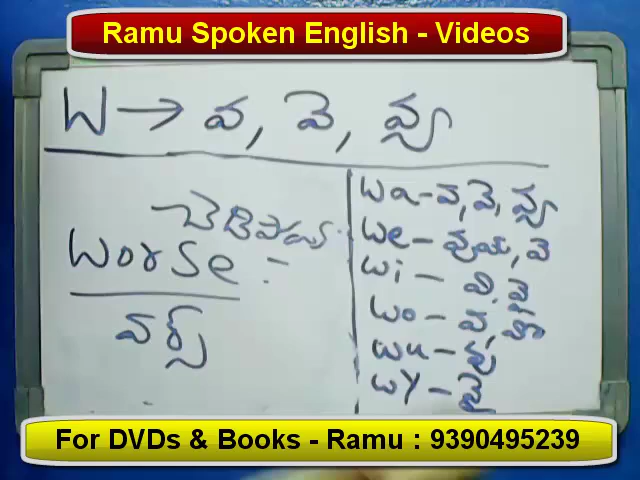 Ramu Spoken English - Videos
W → వ, వె, వ్యు
చెడిపోవు
Worse :-
వర్స్
Wa - వ, వె, వ్యు
We - వుయ్, వె
Wi - వి, వై
Wo - వ, వా
Wu - వు
Wy - వై
For DVDs & Books - Ramu : 9390495239